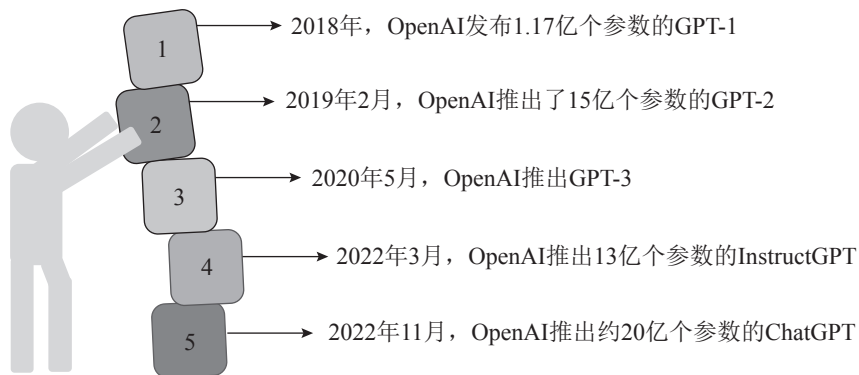 1
2018年，OpenAI发布1.17亿个参数的GPT-1
2
2019年2月，OpenAI推出了15亿个参数的GPT-2
3
2020年5月，OpenAI推出GPT-3
4
2022年3月，OpenAI推出13亿个参数的InstructGPT
5
2022年11月，OpenAI推出约20亿个参数的ChatGPT